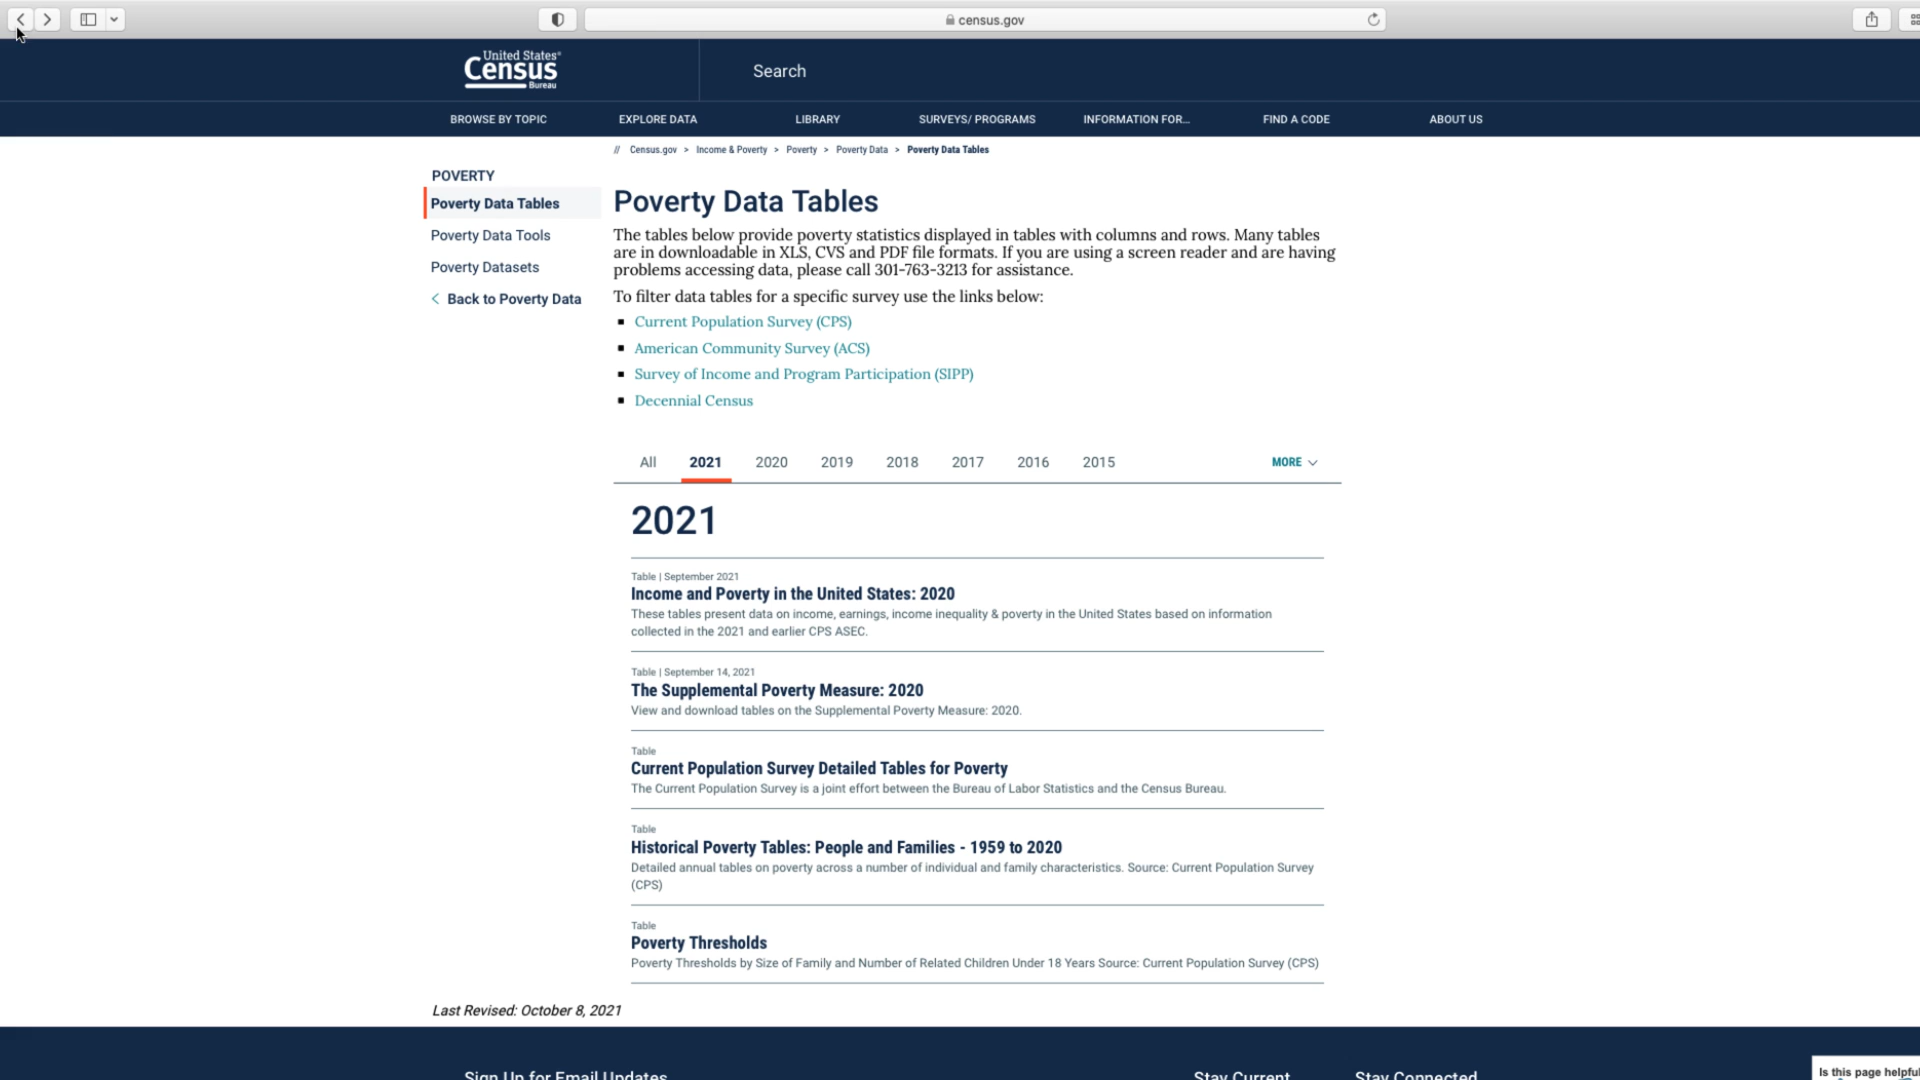 census.gov
United States®
Census
Bureau
Search
BROWSE BY TOPIC
EXPLORE DATA
LIBRARY
SURVEYS/ PROGRAMS
INFORMATION FOR...
FIND A CODE
ABOUT US
// Census.gov > Income & Poverty > Poverty > Poverty Data > Poverty Data Tables
POVERTY
Poverty Data Tables
Poverty Data Tools
Poverty Datasets
< Back to Poverty Data
Poverty Data Tables
The tables below provide poverty statistics displayed in tables with columns and rows. Many tables
are in downloadable in XLS, CVS and PDF file formats. If you are using a screen reader and are having
problems accessing data, please call 301-763-3213 for assistance.
To filter data tables for a specific survey use the links below:
▪ Current Population Survey (CPS)
▪ American Community Survey (ACS)
▪ Survey of Income and Program Participation (SIPP)
▪ Decennial Census
All 2021 2020 2019 2018 2017 2016 2015 MORE
2021
Table | September 2021
Income and Poverty in the United States: 2020
These tables present data on income, earnings, income inequality & poverty in the United States based on information
collected in the 2021 and earlier CPS ASEC.
Table | September 14, 2021
The Supplemental Poverty Measure: 2020
View and download tables on the Supplemental Poverty Measure: 2020.
Table
Current Population Survey Detailed Tables for Poverty
The Current Population Survey is a joint effort between the Bureau of Labor Statistics and the Census Bureau.
Table
Historical Poverty Tables: People and Families - 1959 to 2020
Detailed annual tables on poverty across a number of individual and family characteristics. Source: Current Population Survey
(CPS)
Table
Poverty Thresholds
Poverty Thresholds by Size of Family and Number of Related Children Under 18 Years Source: Current Population Survey (CPS)
Last Revised: October 8, 2021
Sign Up for Email Updates
Stay Current
Stay Connected
Is this page helpful